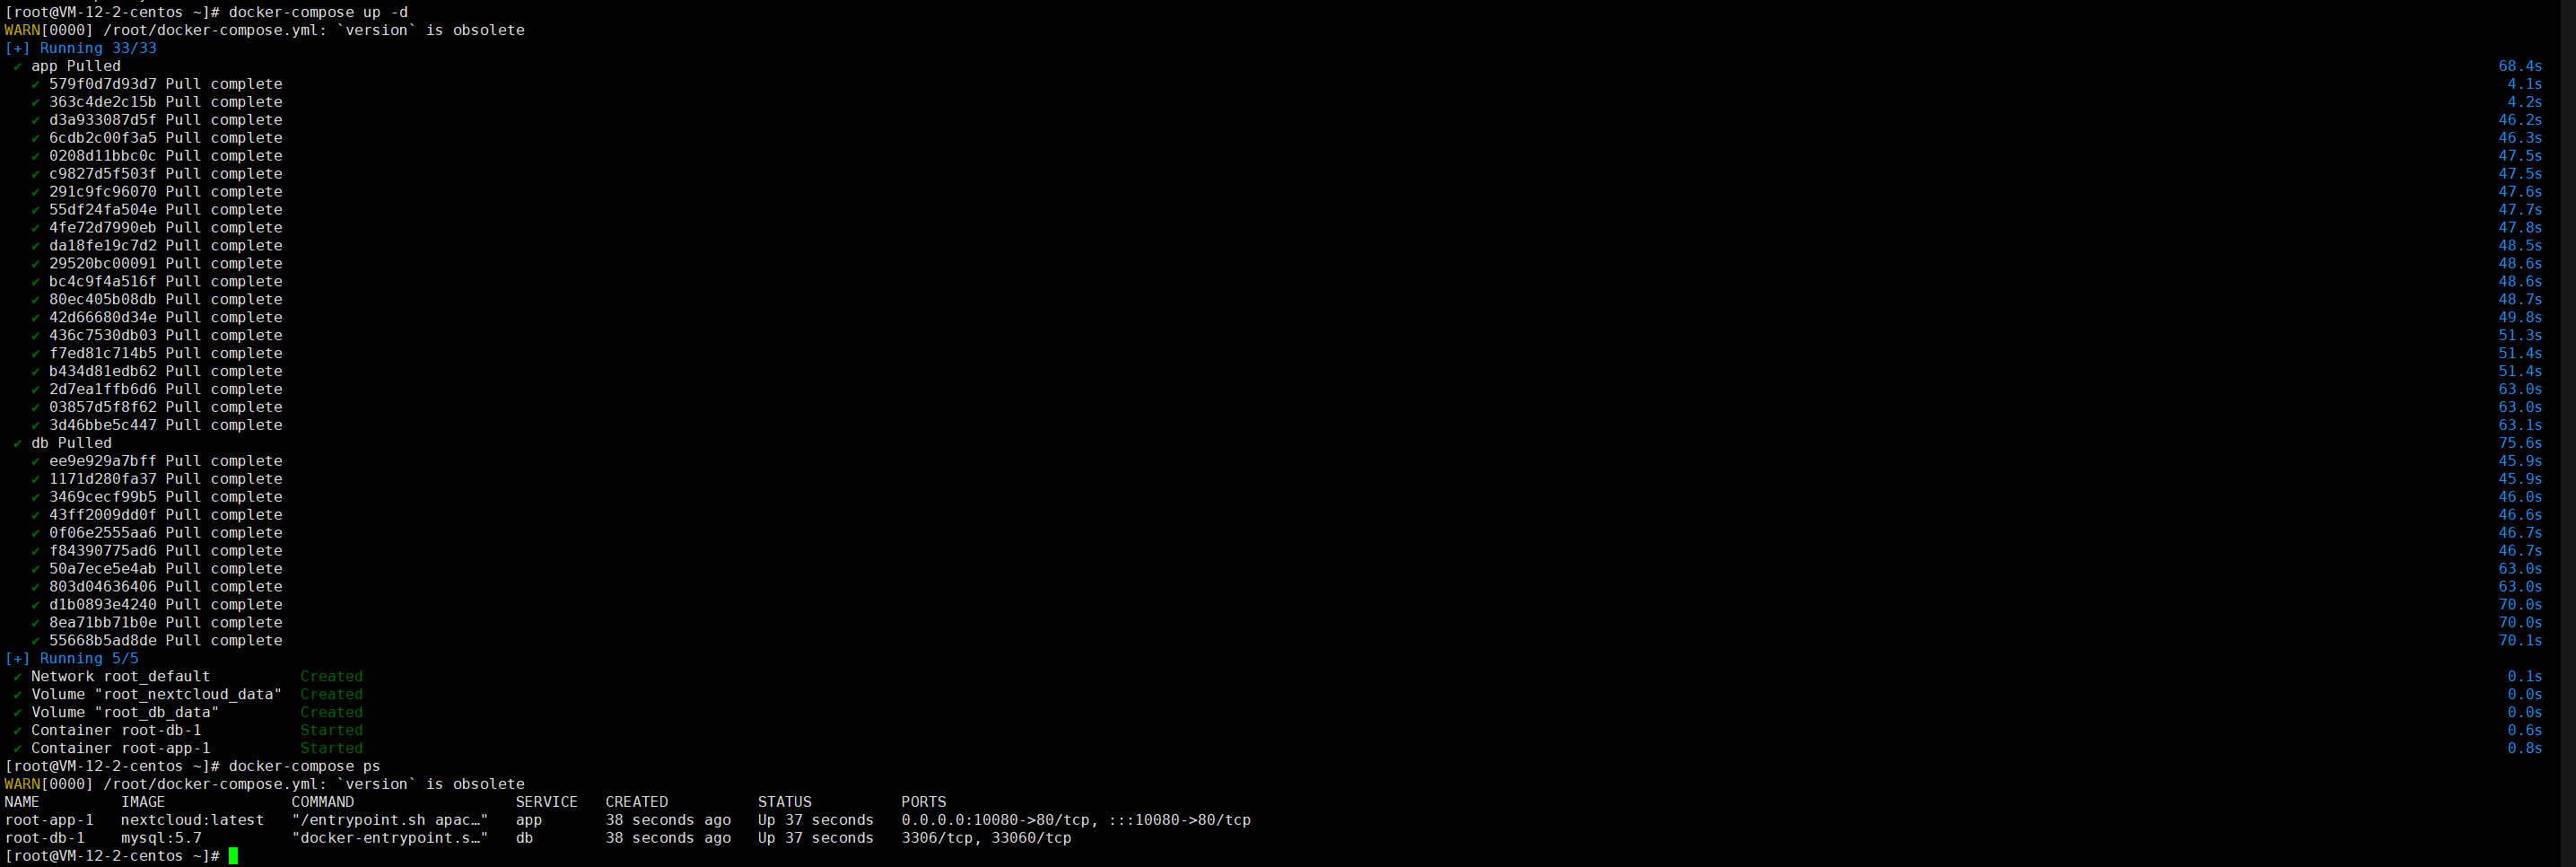 [root@VM-12-2-centos ~]# docker-compose up -d
WARN[0000] /root/docker-compose.yml: `version` is obsolete
[+] Running 33/33
✔ app Pulled 68.4s
✔ 579f0d7d93d7 Pull complete 4.1s
✔ 363c4de2c15b Pull complete 4.2s
✔ d3a933087d5f Pull complete 46.2s
✔ 6cdb2c00f3a5 Pull complete 46.3s
✔ 0208d11bbc0c Pull complete 47.5s
✔ c9827d5f503f Pull complete 47.5s
✔ 291c9fc96070 Pull complete 47.6s
✔ 55df24fa504e Pull complete 47.7s
✔ 4fe72d7990eb Pull complete 47.8s
✔ da18fe19c7d2 Pull complete 48.5s
✔ 29520bc00091 Pull complete 48.6s
✔ bc4c9f4a516f Pull complete 48.6s
✔ 80ec405b08db Pull complete 48.7s
✔ 42d66680d34e Pull complete 49.8s
✔ 436c7530db03 Pull complete 51.3s
✔ f7ed81c714b5 Pull complete 51.4s
✔ b434d81edb62 Pull complete 51.4s
✔ 2d7ea1ffb6d6 Pull complete 63.0s
✔ 03857d5f8f62 Pull complete 63.0s
✔ 3d46bbe5c447 Pull complete 63.1s
✔ db Pulled 75.6s
✔ ee9e929a7bff Pull complete 45.9s
✔ 1171d280fa37 Pull complete 45.9s
✔ 3469cecf99b5 Pull complete 46.0s
✔ 43ff2009dd0f Pull complete 46.6s
✔ 0f06e2555aa6 Pull complete 46.7s
✔ f84390775ad6 Pull complete 46.7s
✔ 50a7ece5e4ab Pull complete 63.0s
✔ 803d04636406 Pull complete 63.0s
✔ d1b0893e4240 Pull complete 70.0s
✔ 8ea71bb71b0e Pull complete 70.0s
✔ 55668b5ad8de Pull complete 70.1s
[+] Running 5/5
✔ Network root_default Created 0.1s
✔ Volume "root_nextcloud_data" Created 0.0s
✔ Volume "root_db_data" Created 0.0s
✔ Container root-db-1 Started 0.6s
✔ Container root-app-1 Started 0.8s
[root@VM-12-2-centos ~]# docker-compose ps
WARN[0000] /root/docker-compose.yml: `version` is obsolete
NAME IMAGE COMMAND SERVICE CREATED STATUS PORTS
root-app-1 nextcloud:latest "/entrypoint.sh apac…" app 38 seconds ago Up 37 seconds 0.0.0.0:10080->80/tcp, :::10080->80/tcp
root-db-1 mysql:5.7 "docker-entrypoint.s…" db 38 seconds ago Up 37 seconds 3306/tcp, 33060/tcp
[root@VM-12-2-centos ~]#